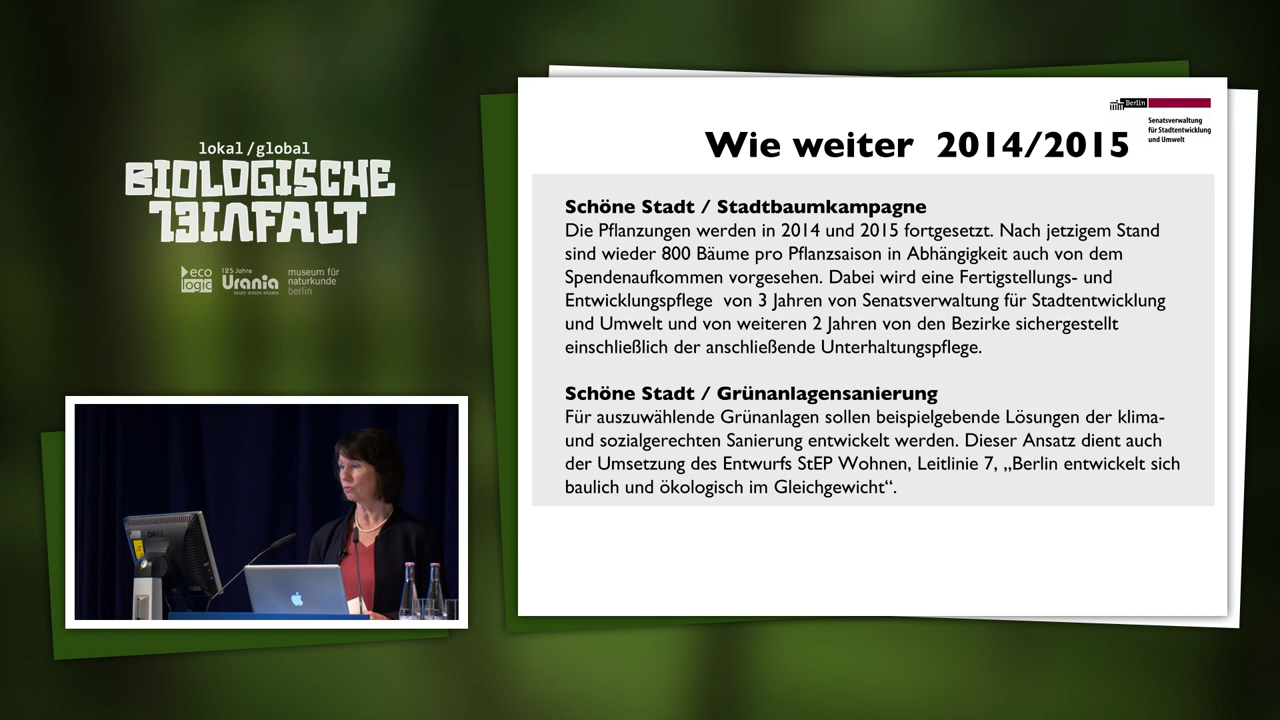 lokal/global
BIOLOGISCHE
VIELFALT
eco
logic
125 Jahre
Urania
museum für
naturkunde
berlin
DELL
Berlin
Senatsverwaltung
für Stadtentwicklung
und Umwelt
Wie weiter 2014/2015
Schöne Stadt / Stadtbaumkampagne
Die Pflanzungen werden in 2014 und 2015 fortgesetzt. Nach jetzigem Stand
sind wieder 800 Bäume pro Pflanzsaison in Abhängigkeit auch von dem
Spendenaufkommen vorgesehen. Dabei wird eine Fertigstellungs- und
Entwicklungspflege von 3 Jahren von Senatsverwaltung für Stadtentwicklung
und Umwelt und von weiteren 2 Jahren von den Bezirke sichergestellt
einschließlich der anschließende Unterhaltungspflege.
Schöne Stadt / Grünanlagensanierung
Für auszuwählende Grünanlagen sollen beispielgebende Lösungen der klima-
und sozialgerechten Sanierung entwickelt werden. Dieser Ansatz dient auch
der Umsetzung des Entwurfs StEP Wohnen, Leitlinie 7, „Berlin entwickelt sich
baulich und ökologisch im Gleichgewicht“.